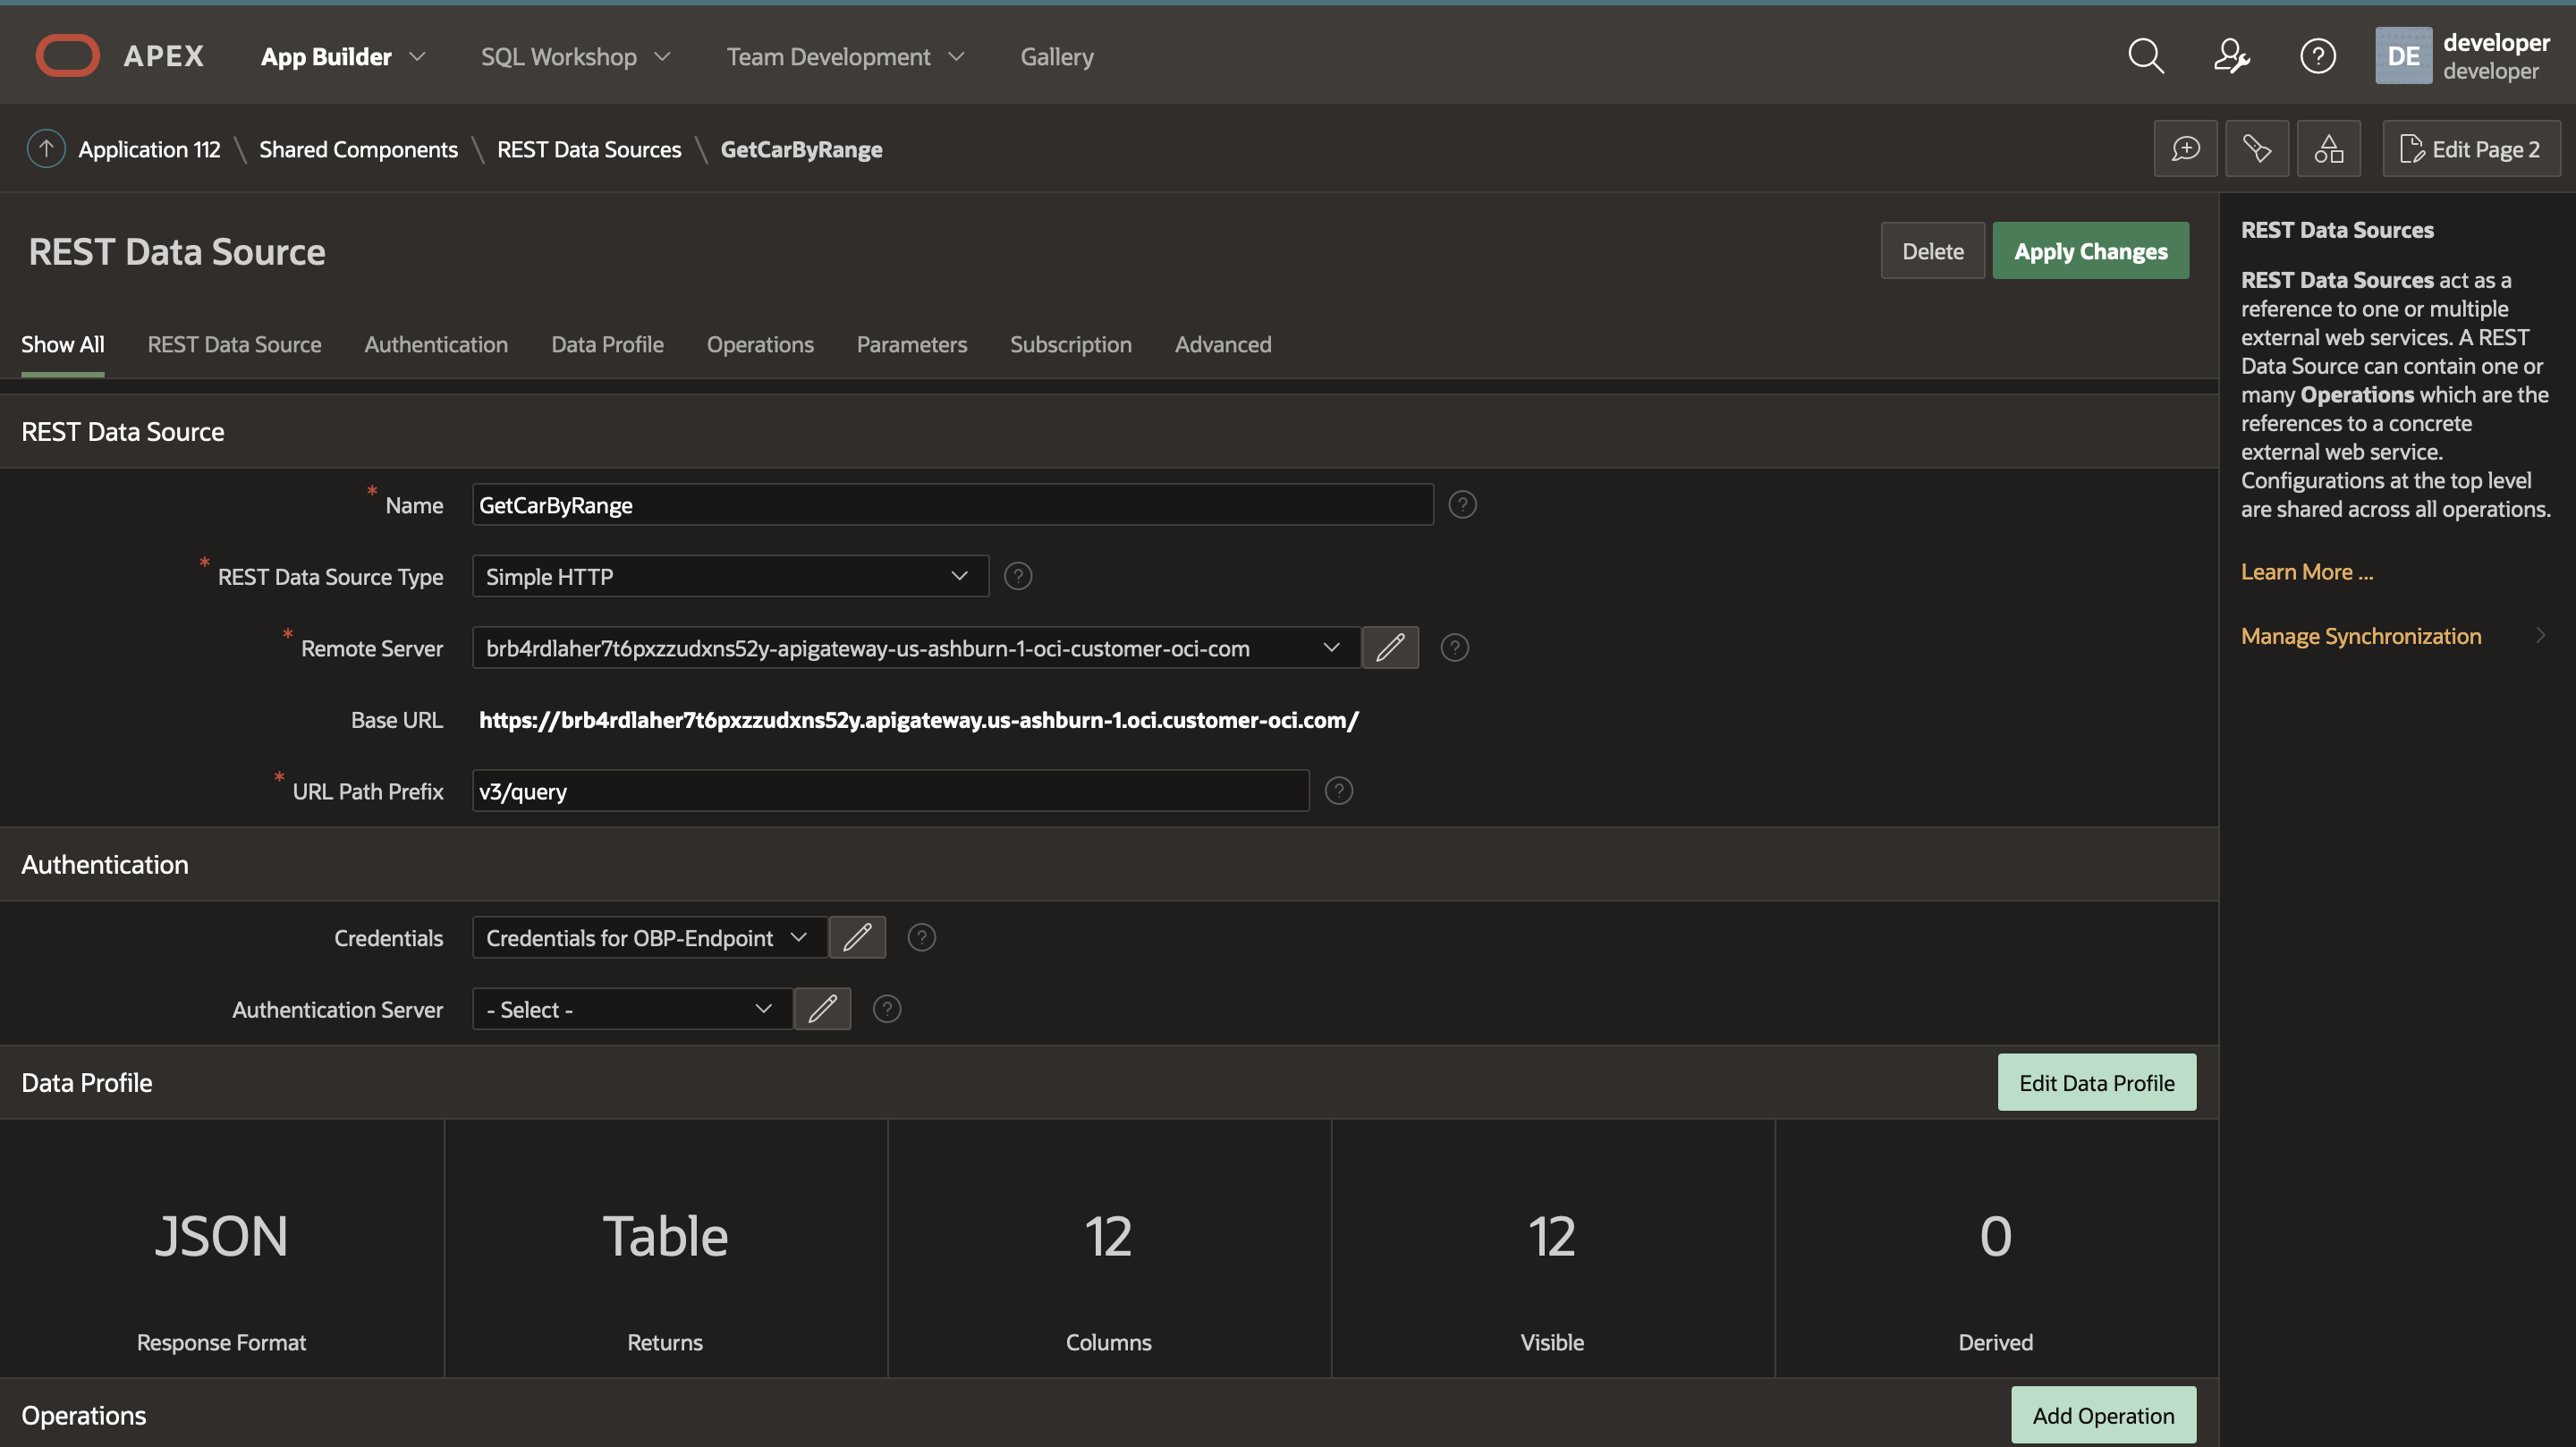 APEX App Builder SQL Workshop Team Development Gallery DE developer
developer
Application 112 \ Shared Components \ REST Data Sources \ GetCarByRange Edit Page 2
REST Data Source Delete Apply Changes
Show All REST Data Source Authentication Data Profile Operations Parameters Subscription Advanced
REST Data Source
* Name GetCarByRange
* REST Data Source Type Simple HTTP
* Remote Server brb4rdlaher7t6pxzzudxns52y-apigateway-us-ashburn-1-oci-customer-oci-com
Base URL https://brb4rdlaher7t6pxzzudxns52y.apigateway.us-ashburn-1.oci.customer-oci.com/
* URL Path Prefix v3/query
Authentication
Credentials Credentials for OBP-Endpoint
Authentication Server - Select -
Data Profile Edit Data Profile
JSON Table 12 12 0
Response Format Returns Columns Visible Derived
Operations Add Operation
REST Data Sources
REST Data Sources act as a
reference to one or multiple
external web services. A REST
Data Source can contain one or
many Operations which are the
references to a concrete
external web service.
Configurations at the top level
are shared across all operations.
Learn More ...
Manage Synchronization